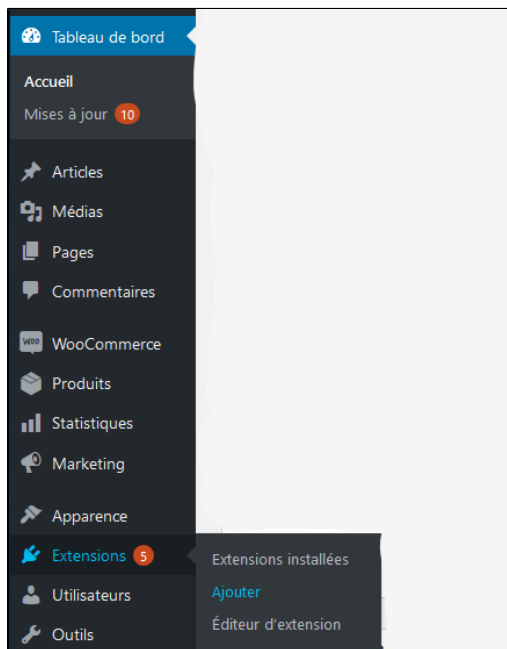 Tableau de bord
Accueil
Mises à jour 10
Articles
Médias
Pages
Commentaires
Woo WooCommerce
Produits
Statistiques
Marketing
Apparence
Extensions 5
Extensions installées
Ajouter
Éditeur d'extension
Utilisateurs
Outils